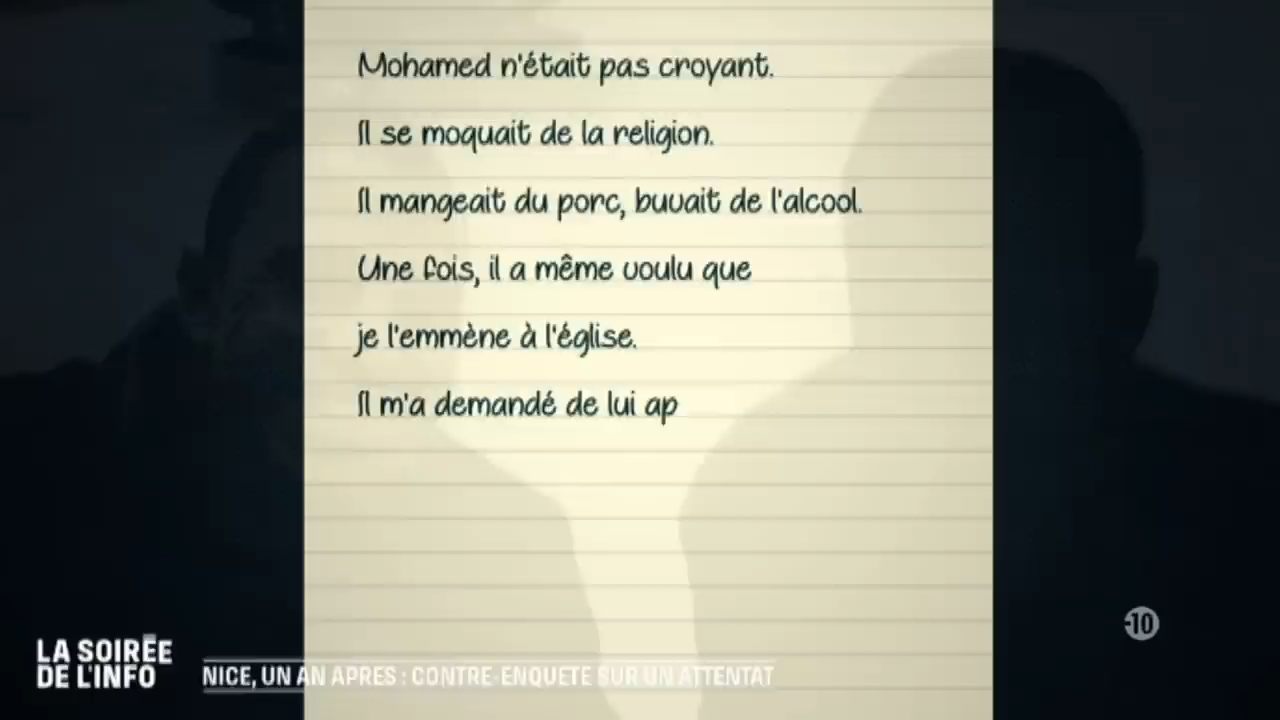 Mohamed n'était pas croyant.
Il se moquait de la religion.
Il mangeait du porc, buvait de l'alcool.
Une fois, il a même voulu que
je l'emmène à l'église.
Il m'a demandé de lui ap
-10
LA SOIRÉE
DE L'INFO
NICE, UN AN APRES : CONTRE-ENQUETE SUR UN ATTENTAT